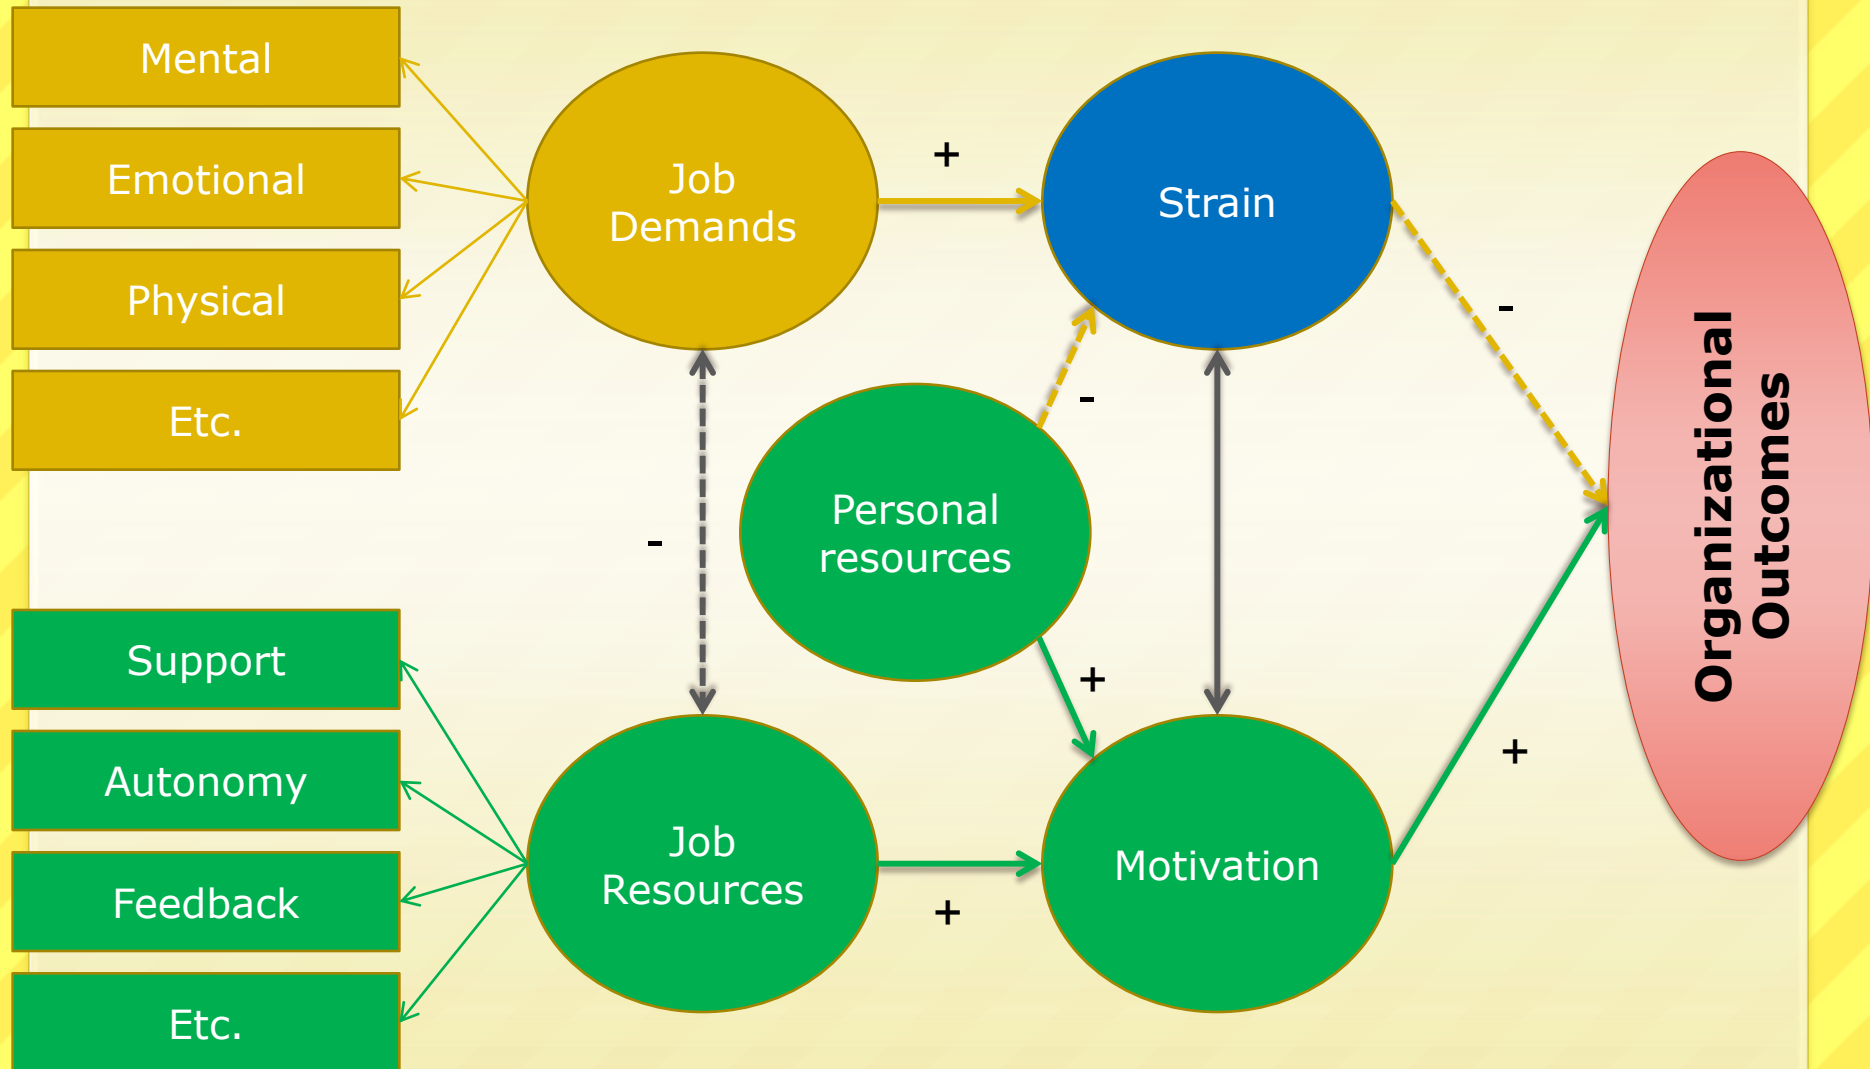 Mental
Emotional
Physical
Etc.
Job
Demands
+
Strain
-
-
Personal
resources
-
+
Support
Autonomy
Feedback
Etc.
Job
Resources
+
Motivation
+
Organizational
Outcomes